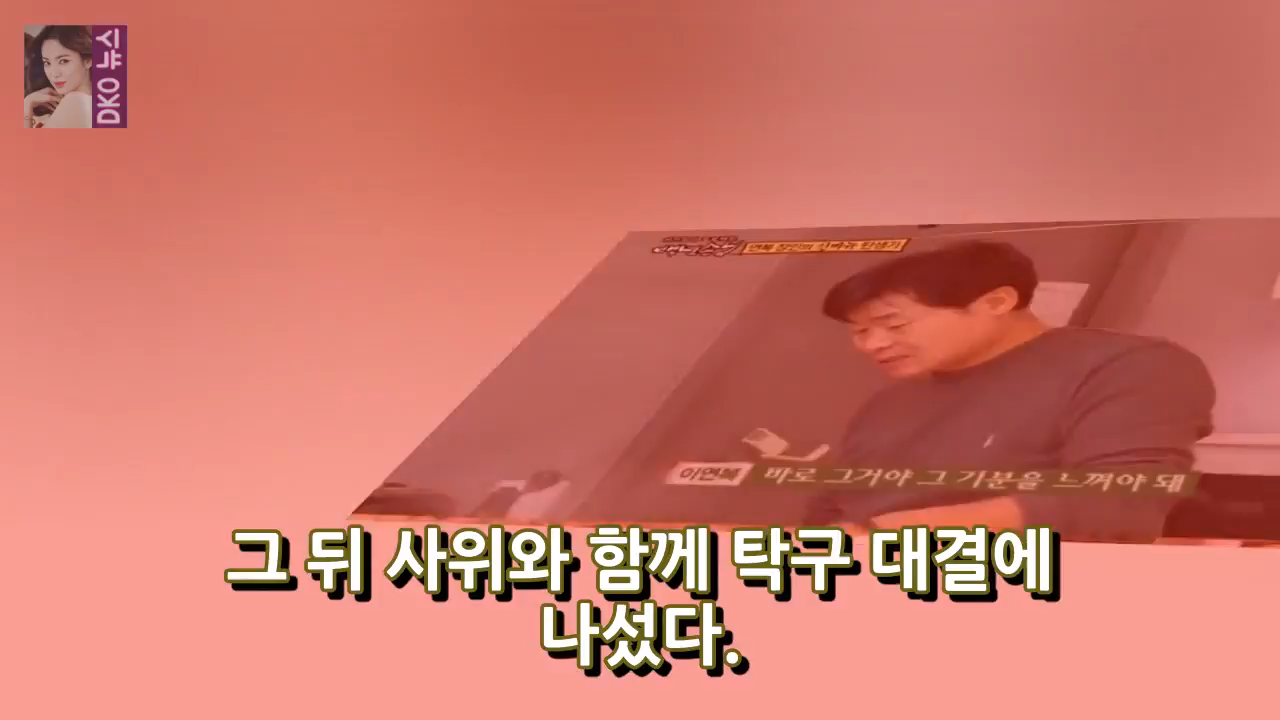 DKO 뉴스
이연복 바로 그거야 그 기분을 느껴야 돼
그 뒤 사위와 함께 탁구 대결에
나섰다.